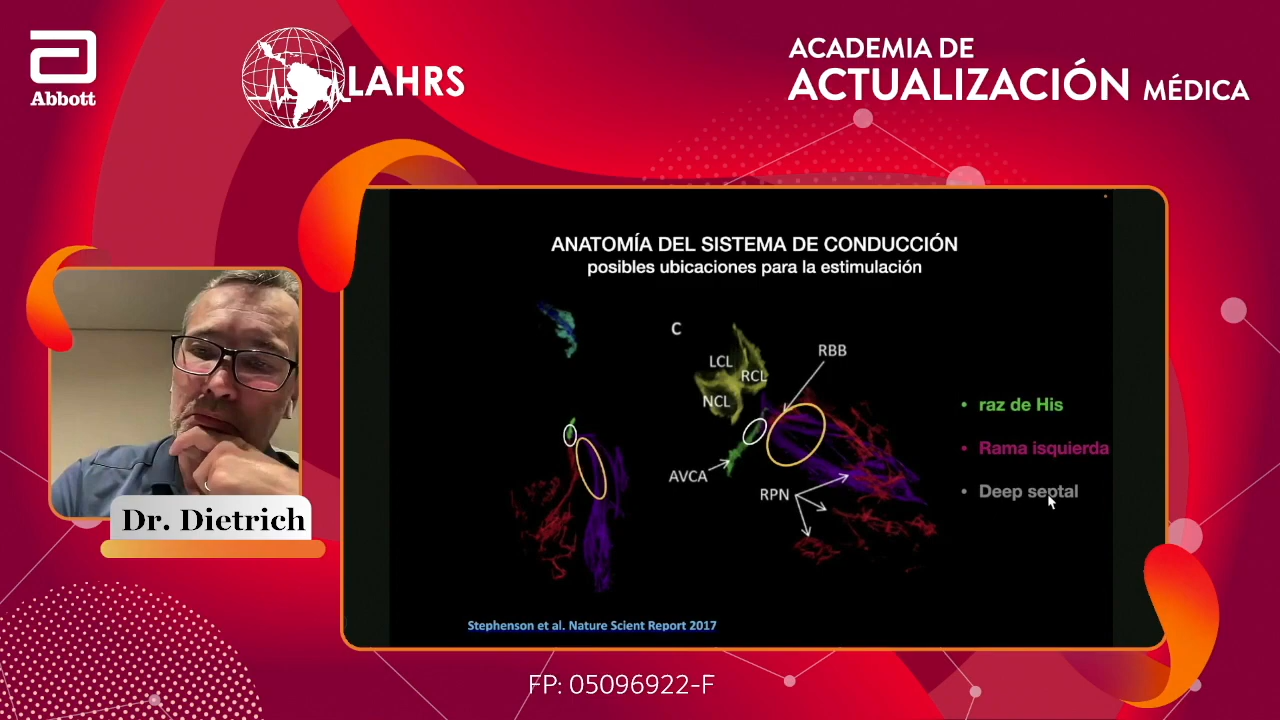 Abbott
LAHRS
ACADEMIA DE
ACTUALIZACIÓN MÉDICA
ANATOMÍA DEL SISTEMA DE CONDUCCIÓN
posibles ubicaciones para la estimulación
C
LCL
RCL
NCL
RBB
AVCA
RPN
• raz de His
• Rama isquierda
• Deep septal
Stephenson et al. Nature Scient Report 2017
Dr. Dietrich
FP: 05096922-F